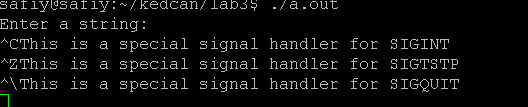 safiy@safiy:~/kedcan/lab3$ ./a.out
Enter a string:
^CThis is a special signal handler for SIGINT
^ZThis is a special signal handler for SIGTSTP
^\This is a special signal handler for SIGQUIT